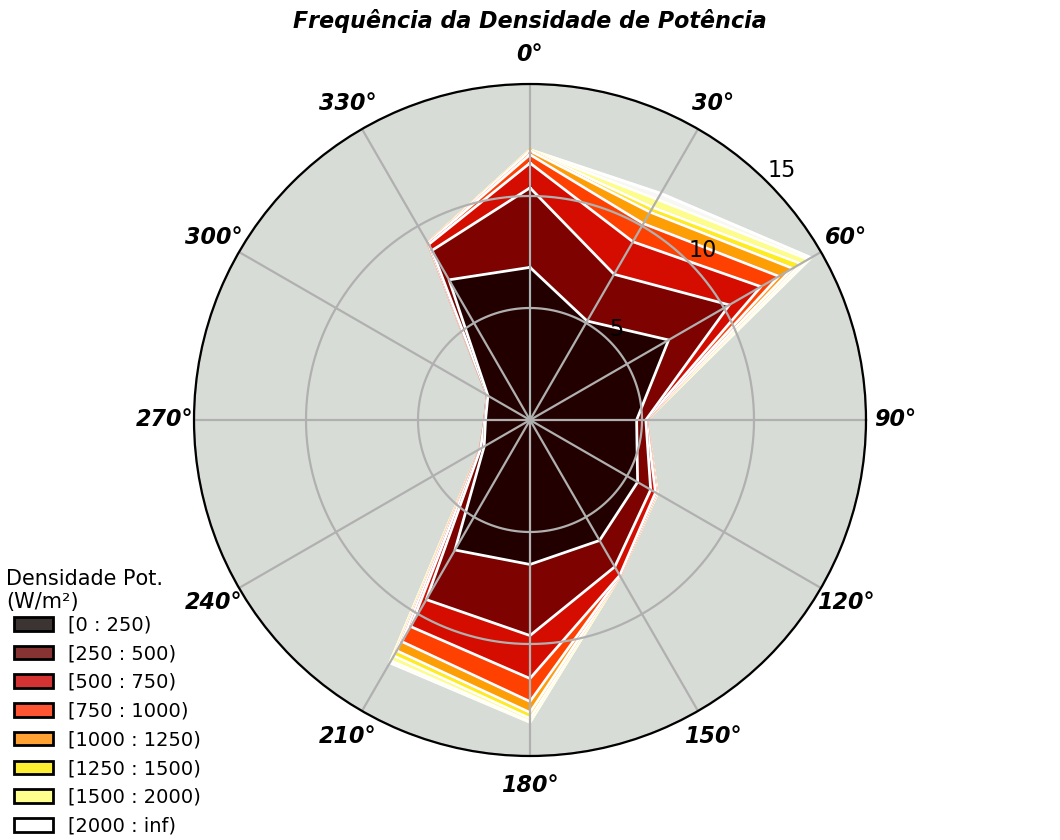 Frequência da Densidade de Potência
0°
330°
30°
15
300°
60°
10
5
270°
90°
240°
120°
210°
150°
180°
Densidade Pot.
(W/m²)
[0 : 250)
[250 : 500)
[500 : 750)
[750 : 1000)
[1000 : 1250)
[1250 : 1500)
[1500 : 2000)
[2000 : inf)